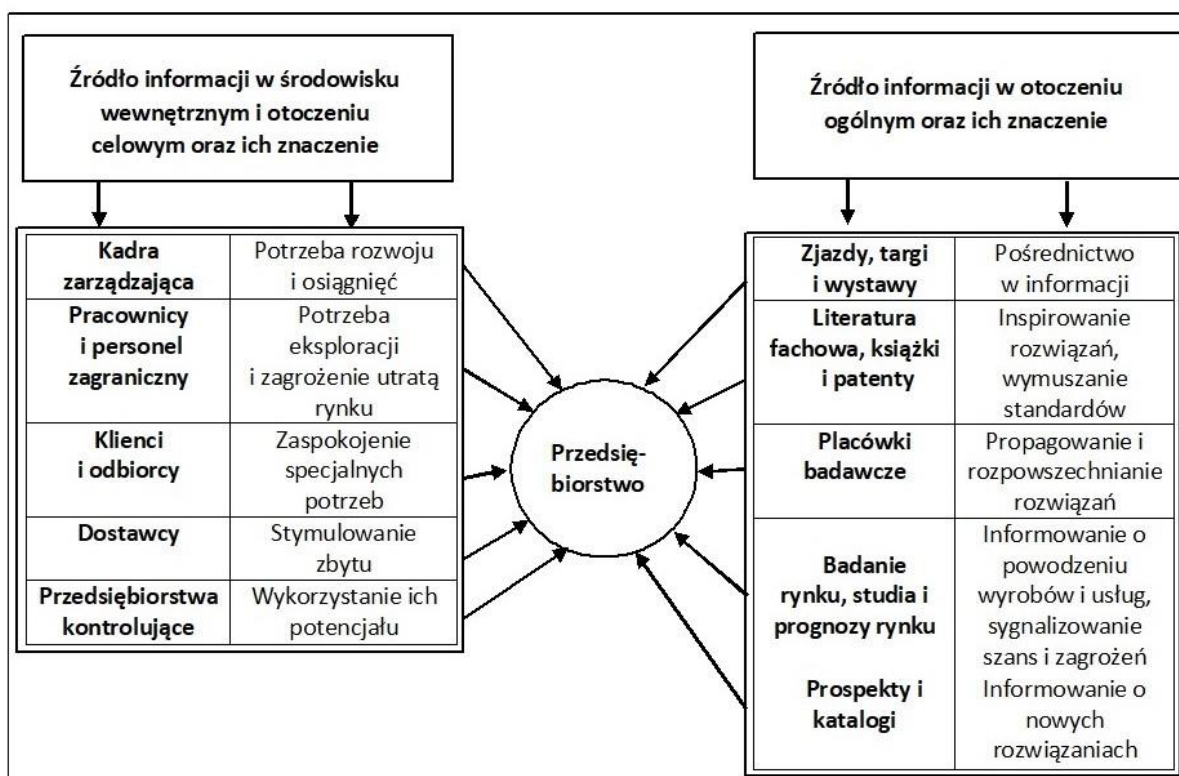 Źródło informacji w środowisku
wewnętrznym i otoczeniu
celowym oraz ich znaczenie
Kadra
zarządzająca
Potrzeba rozwoju
i osiągnięć
Pracownicy
i personel
zagraniczny
Potrzeba
eksploracji
i zagrożenie utratą
rynku
Klienci
i odbiorcy
Zaspokojenie
specjalnych
potrzeb
Dostawcy
Stymulowanie
zbytu
Przedsiębiorstwa
kontrolujące
Wykorzystanie ich
potencjału
Przedsię-
biorstwo
Źródło informacji w otoczeniu
ogólnym oraz ich znaczenie
Zjazdy, targi
i wystawy
Pośrednictwo
w informacji
Literatura
fachowa, książki
i patenty
Inspirowanie
rozwiązań,
wymuszanie
standardów
Placówki
badawcze
Propagowanie i
rozpowszechnianie
rozwiązań
Badanie
rynku, studia i
prognozy rynku
Informowanie o
powodzeniu
wyrobów i usług,
sygnalizowanie
szans i zagrożeń
Prospekty i
katalogi
Informowanie o
nowych
rozwiązaniach